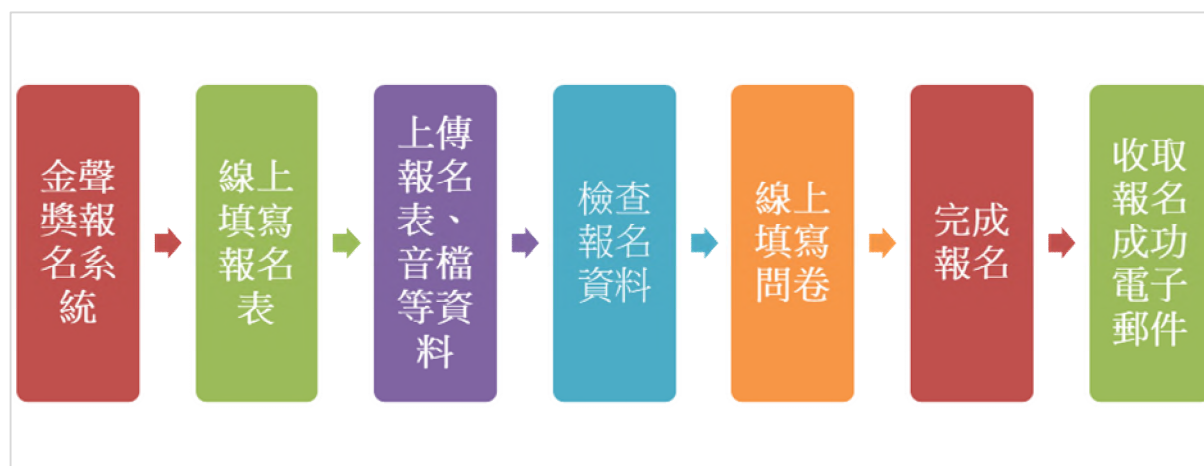 金聲
獎報
名系
統
線上
填寫
報名
表
上傳
報名
表、
音檔
等資
料
檢查
報名
資料
線上
填寫
問卷
完成
報名
收取
報名
成功
電子
郵件